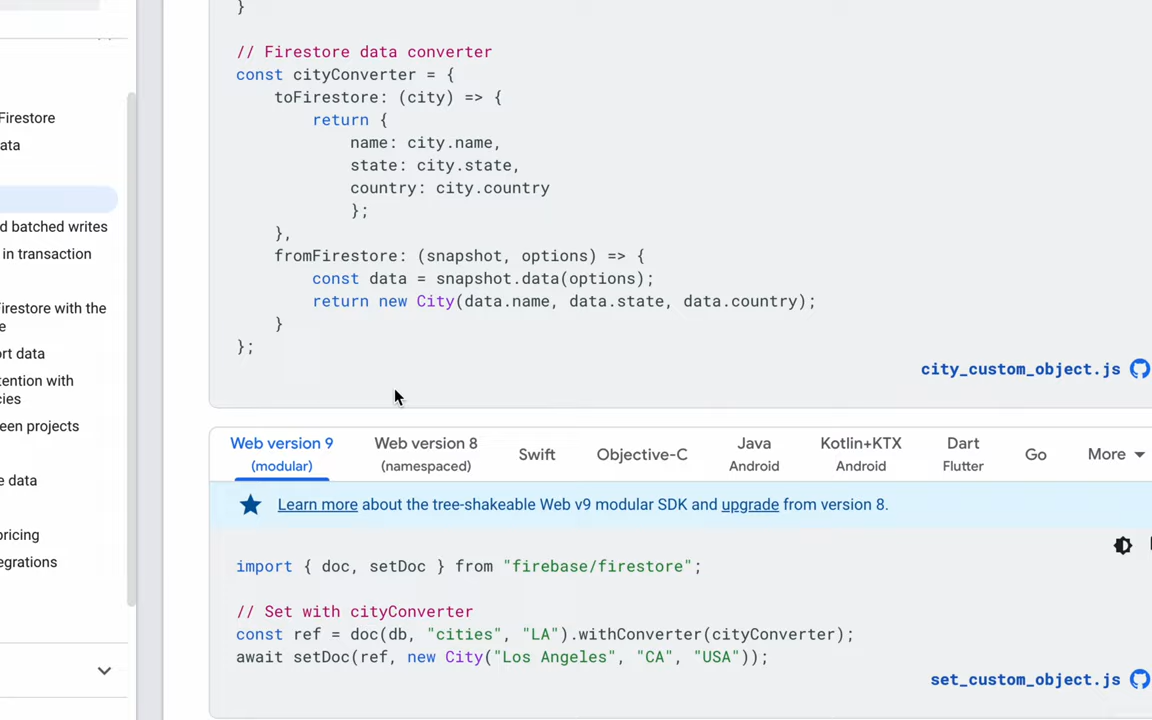 }
// Firestore data converter
const cityConverter = {
toFirestore: (city) => {
return {
name: city.name,
state: city.state,
country: city.country
};
},
fromFirestore: (snapshot, options) => {
const data = snapshot.data(options);
return new City(data.name, data.state, data.country);
}
};
city_custom_object.js
Firestore
ata
d batched writes
in transaction
Firestore with the
e
ort data
tention with
cies
een projects
e data
pricing
egrations
Web version 9
(modular)
Web version 8
(namespaced)
Swift
Objective-C
Java
Android
Kotlin+KTX
Android
Dart
Flutter
Go
More
Learn more about the tree-shakeable Web v9 modular SDK and upgrade from version 8.
import { doc, setDoc } from "firebase/firestore";
// Set with cityConverter
const ref = doc(db, "cities", "LA").withConverter(cityConverter);
await setDoc(ref, new City("Los Angeles", "CA", "USA"));
set_custom_object.js